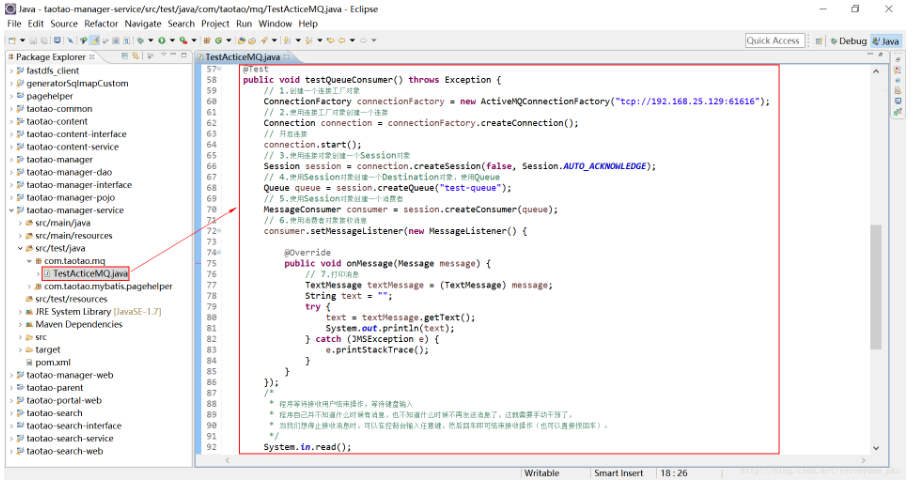 Java - taotao-manager-service/src/test/java/com/taotao/mq/TestActiceMQ.java - Eclipse
File Edit Source Refactor Navigate Search Project Run Window Help
Quick Access
Debug
Java
Package Explorer
fastdfs_client
generatorSqlmapCustom
pagehelper
taotao-common
taotao-content
taotao-content-interface
taotao-content-service
taotao-manager
taotao-manager-dao
taotao-manager-interface
taotao-manager-pojo
taotao-manager-service
src/main/java
src/main/resources
src/test/java
com.taotao.mq
TestActiceMQ.java
com.taotao.mybatis.pagehelper
src/test/resources
JRE System Library [JavaSE-1.7]
Maven Dependencies
src
target
pom.xml
taotao-manager-web
taotao-parent
taotao-portal-web
taotao-search
taotao-search-interface
taotao-search-service
taotao-search-web
TestActiceMQ.java
57 @Test
58 public void testQueueConsumer() throws Exception {
59 // 1.创建一个连接工厂对象
60 ConnectionFactory connectionFactory = new ActiveMQConnectionFactory("tcp://192.168.25.129:61616");
61 // 2.使用连接工厂对象创建一个连接
62 Connection connection = connectionFactory.createConnection();
63 // 开启连接
64 connection.start();
65 // 3.使用连接对象创建一个Session对象
66 Session session = connection.createSession(false, Session.AUTO_ACKNOWLEDGE);
67 // 4.使用Session对象创建一个Destination对象，使用Queue
68 Queue queue = session.createQueue("test-queue");
69 // 5.使用Session对象创建一个消费者
70 MessageConsumer consumer = session.createConsumer(queue);
71 // 6.使用消费者对象接收消息
72 consumer.setMessageListener(new MessageListener() {
73
74 @Override
75 public void onMessage(Message message) {
76 // 7.打印消息
77 TextMessage textMessage = (TextMessage) message;
78 String text = "";
79 try {
80 text = textMessage.getText();
81 System.out.println(text);
82 } catch (JMSException e) {
83 e.printStackTrace();
84 }
85 }
86 });
87 /*
88 * 程序等待接收用户结束操作，等待键盘输入
89 * 程序自己并不知道什么时候有消息，也不知道什么时候不再发送消息了，这就需要手动干预了，
90 * 当我们想停止接收消息时，可以在控制台输入任意键，然后回车即可结束接收操作（也可以直接按回车）。
91 */
92 System.in.read();
Writable
Smart Insert
18 : 26